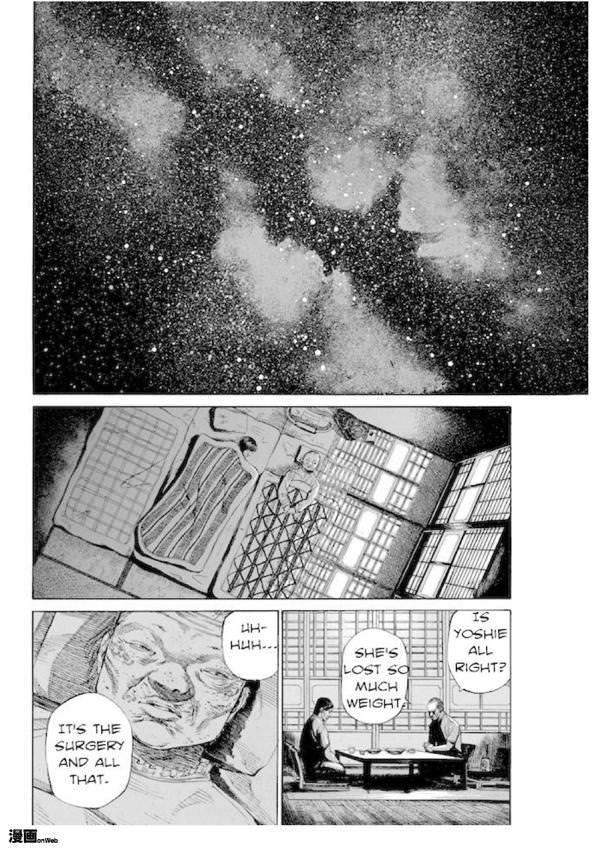 IS
YOSHIE
ALL
RIGHT?
SHE'S
LOST SO
MUCH
WEIGHT.
UH-
HUH...
IT'S THE
SURGERY
AND ALL
THAT.
漫画onWeb